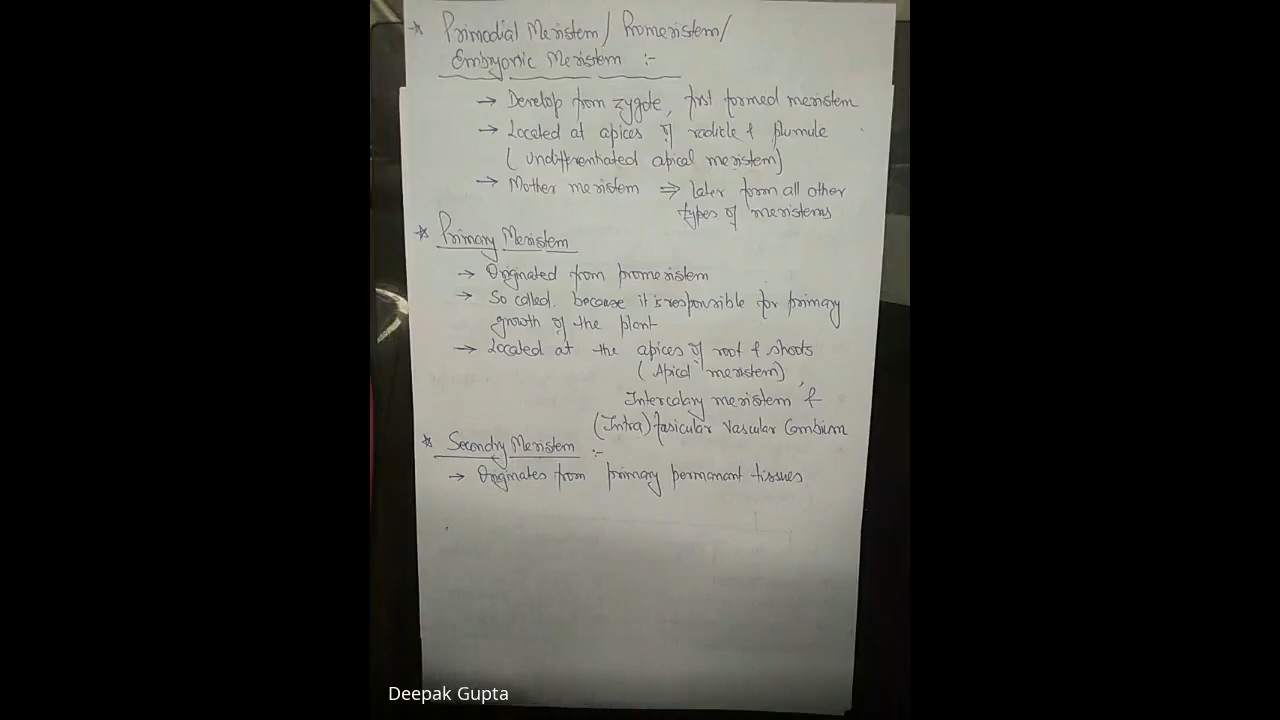 * Primodial Meristem / Promeristem /
Embryonic Meristem :-
→ Develop from zygote, first formed meristem
→ Located at apices of radicle & plumule
(undifferentiated apical meristem)
→ Mother meristem ⇒ Later form all other
types of meristems
* Primary Meristem
→ Originated from promeristem
→ So called, because it is responsible for primary
growth of the plant
→ Located at the apices of root & shoots
(Apical meristem),
Intercalary meristem &
(Intra) fasicular Vascular Cambium
* Secondry Meristem :-
→ Originates from primary permanant tissues
Deepak Gupta